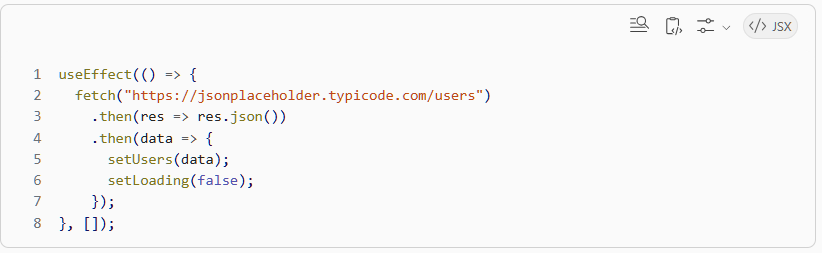 </> JSX
1 useEffect(() => {
2   fetch("https://jsonplaceholder.typicode.com/users")
3     .then(res => res.json())
4     .then(data => {
5       setUsers(data);
6       setLoading(false);
7     });
8 }, []);